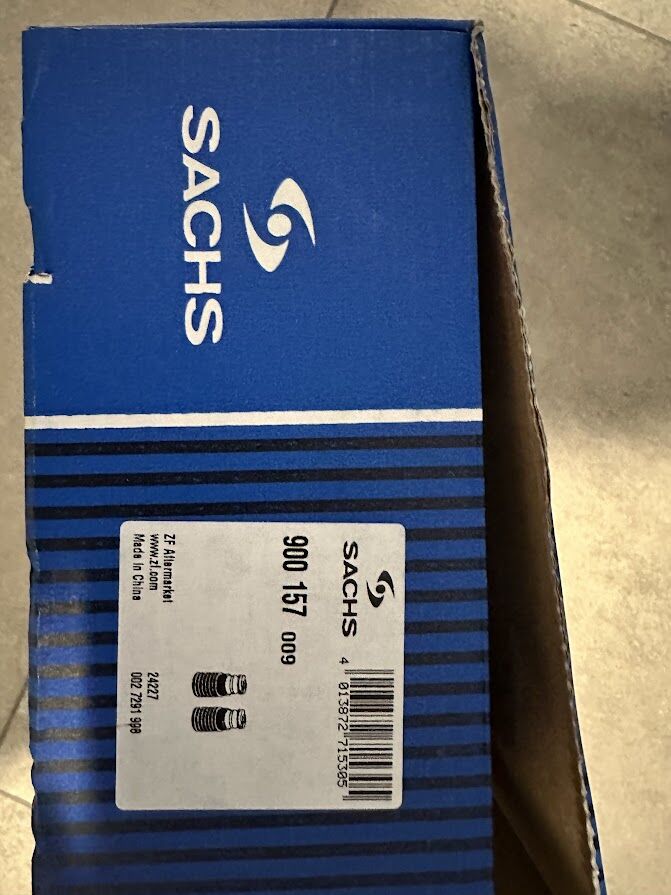 SACHS
SACHS
4 013872 715305
900 157 009
ZF Aftermarket
www.zf.com
Made in China
24227
002 7291 998